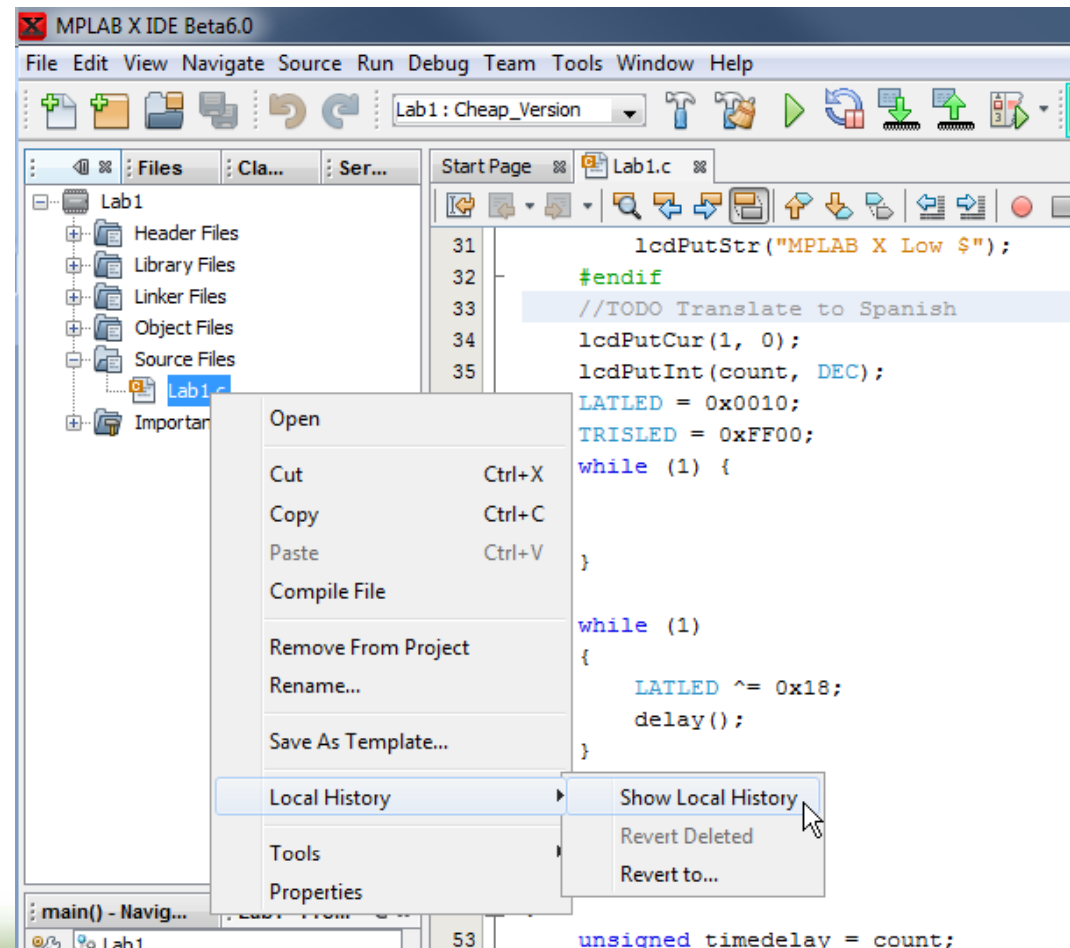 MPLAB X IDE Beta6.0
File Edit View Navigate Source Run Debug Team Tools Window Help
Lab1 : Cheap_Version
Files Cla... Ser...
Start Page Lab1.c
Lab1
Header Files
Library Files
Linker Files
Object Files
Source Files
Lab1.c
Importan
31 lcdPutStr("MPLAB X Low $");
32 #endif
33 //TODO Translate to Spanish
34 lcdPutCur(1, 0);
35 lcdPutInt(count, DEC);
LATLED = 0x0010;
TRISLED = 0xFF00;
while (1) {
}
while (1)
{
LATLED ^= 0x18;
delay();
}
Open
Cut Ctrl+X
Copy Ctrl+C
Paste Ctrl+V
Compile File
Remove From Project
Rename...
Save As Template...
Local History
Tools
Properties
Show Local History
Revert Deleted
Revert to...
main() - Navig...
Lab1
53 unsigned timedelay = count;